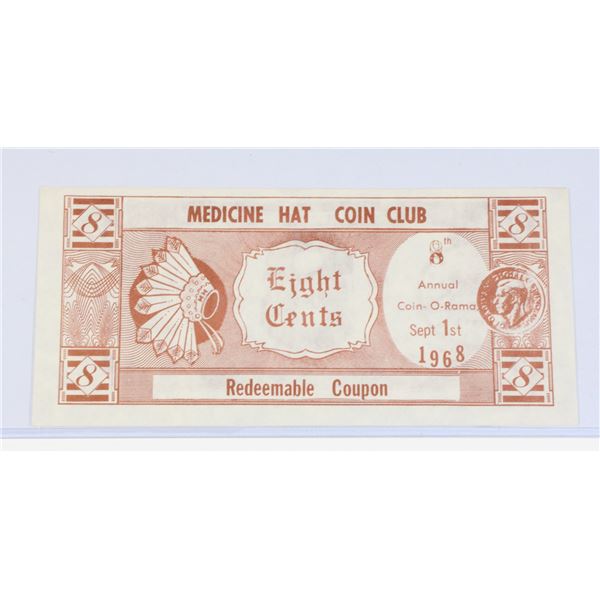 8 MEDICINE HAT COIN CLUB 8
Eight
Cents
8th
Annual
Coin-O-Rama
Sept 1st
1968
8 Redeemable Coupon 8